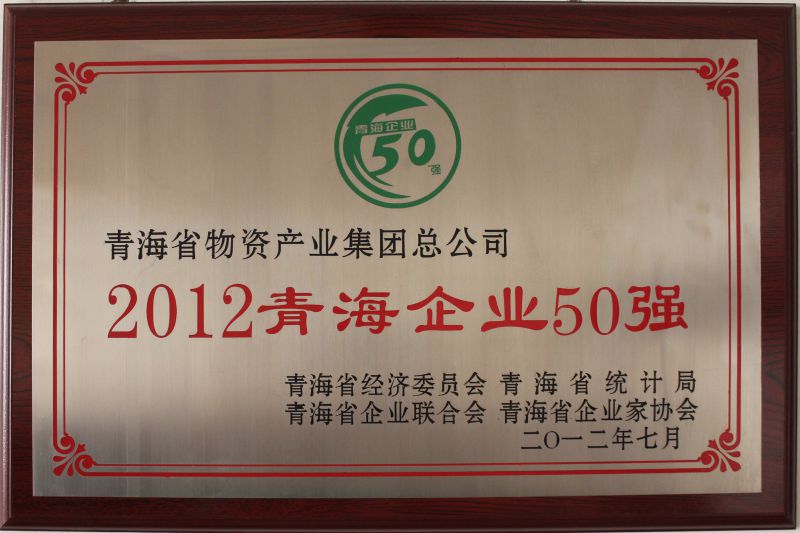 青海企业
50
强
青海省物资产业集团总公司
2012青海企业50强
青海省经济委员会 青海省统计局
青海省企业联合会 青海省企业家协会
二〇一二年七月